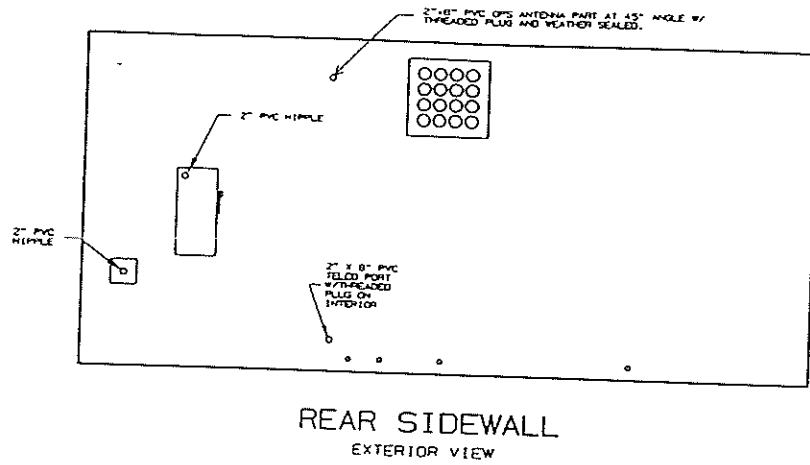 2"x8" PVC GPS ANTENNA PART AT 45° ANGLE W/
THREADED PLUG AND WEATHER SEALED.
2" PVC NIPPLE
2" PVC
NIPPLE
2" X 8" PVC
TELCO PORT
W/THREADED
PLUG ON
INTERIOR
REAR SIDEWALL
EXTERIOR VIEW